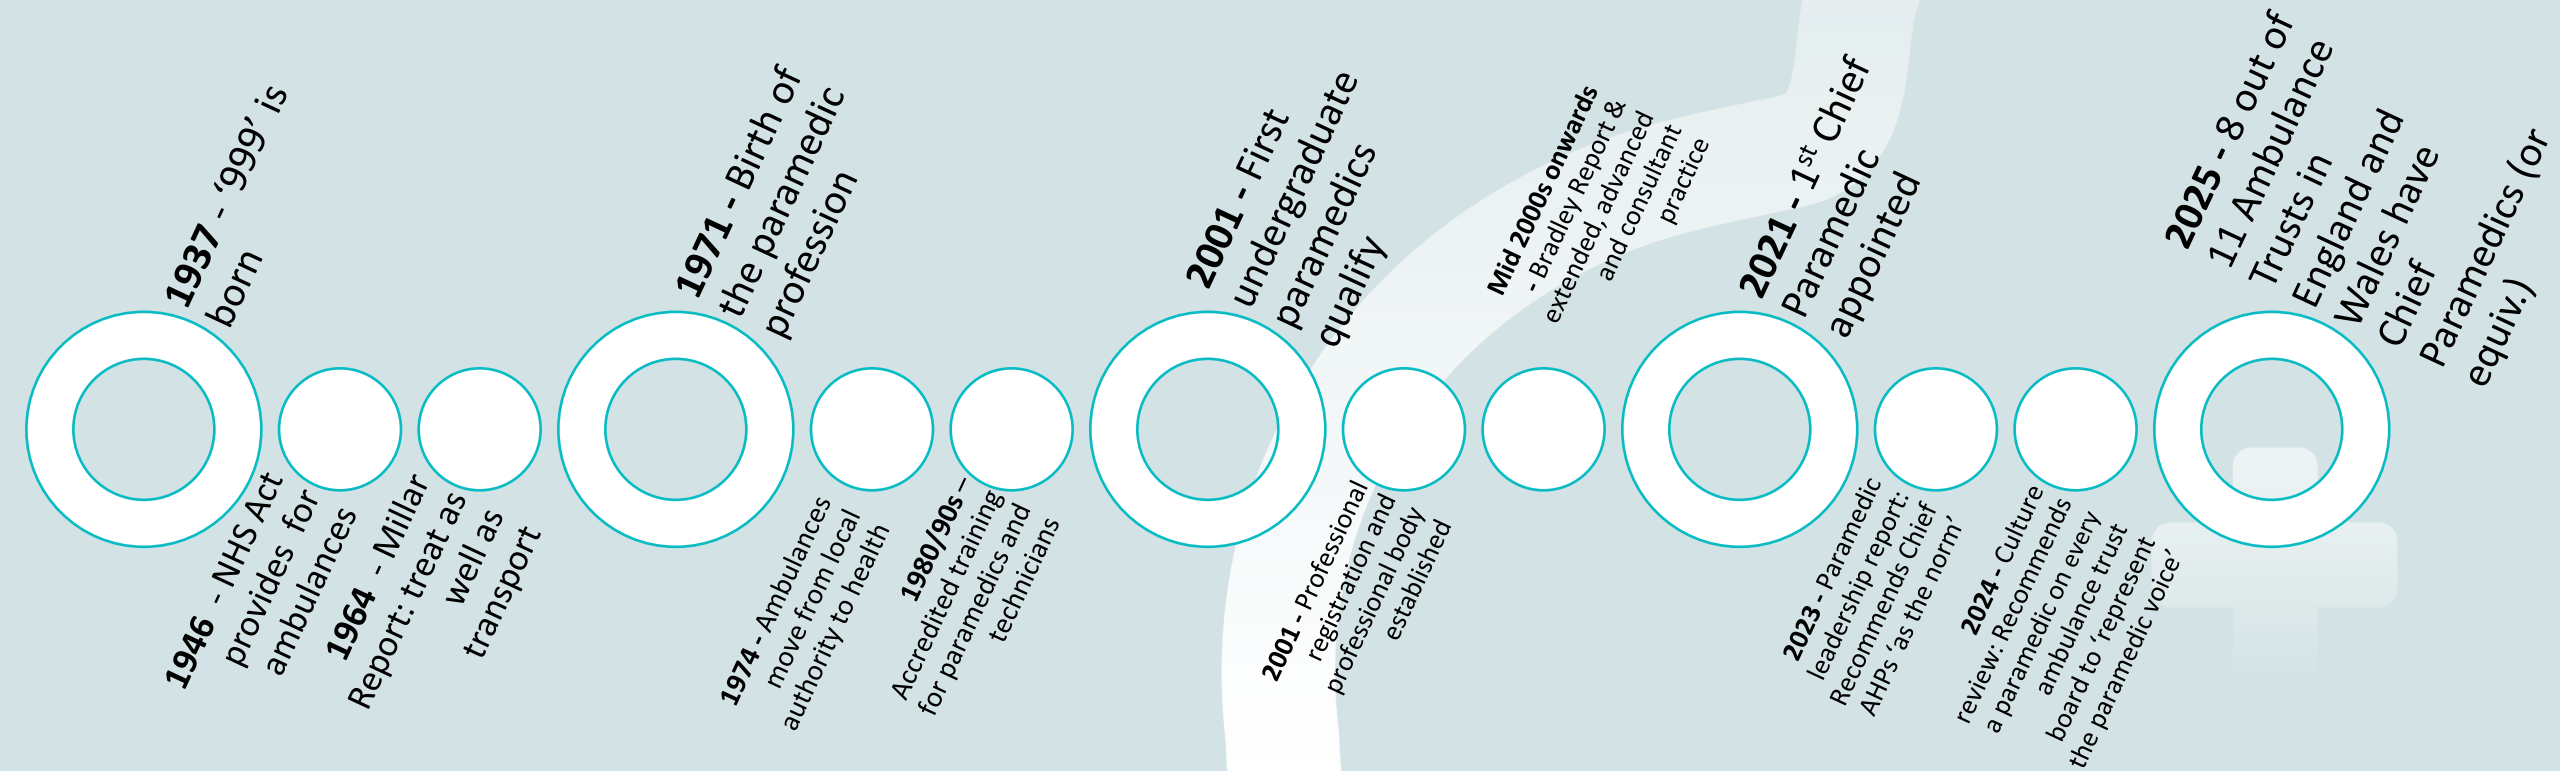 1937 - ‘999’ is
born
1946 - NHS Act
provides  for
ambulances
1964 - Millar
Report: treat as
well as
transport
1971 - Birth of
the paramedic
profession
1974 - Ambulances
move from local
authority to health
1980/90s –
Accredited training
for paramedics and
technicians
2001 - First
undergraduate
paramedics
qualify
2001 - Professional
registration and
professional body
established
Mid 2000s onwards
- Bradley Report &
extended, advanced
and consultant
practice
2021 - 1st Chief
Paramedic
appointed
2023 - Paramedic
leadership report:
Recommends Chief
AHPs ‘as the norm’
2024 - Culture
review: Recommends
a paramedic on every
ambulance trust
board to ‘represent
the paramedic voice’
2025 - 8 out of
11 Ambulance
Trusts in
England and
Wales have
Chief
Paramedics (or
equiv.)